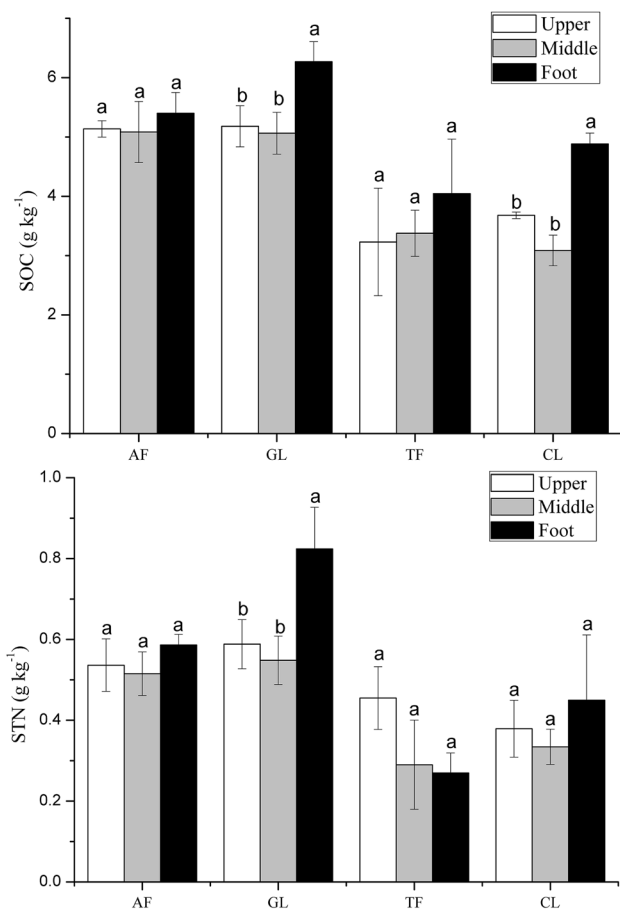 Upper
Middle
Foot
SOC (g kg⁻¹)
6
4
2
0
a
a
a
b
b
a
a
a
a
b
b
a
AF
GL
TF
CL
Upper
Middle
Foot
STN (g kg⁻¹)
1.0
0.8
0.6
0.4
0.2
0.0
a
a
a
b
b
a
a
a
a
a
a
a
AF
GL
TF
CL